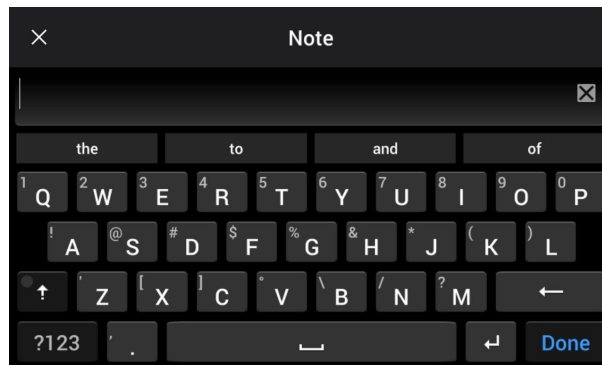 Note
the to and of
1 Q 2 W 3 E 4 R 5 T 6 Y 7 U 8 I 9 O 0 P
! A @ S # D $ F % G & H * J ( K ) L
' Z [ X ] C ° V \ B / N ? M
?123 ' . Done